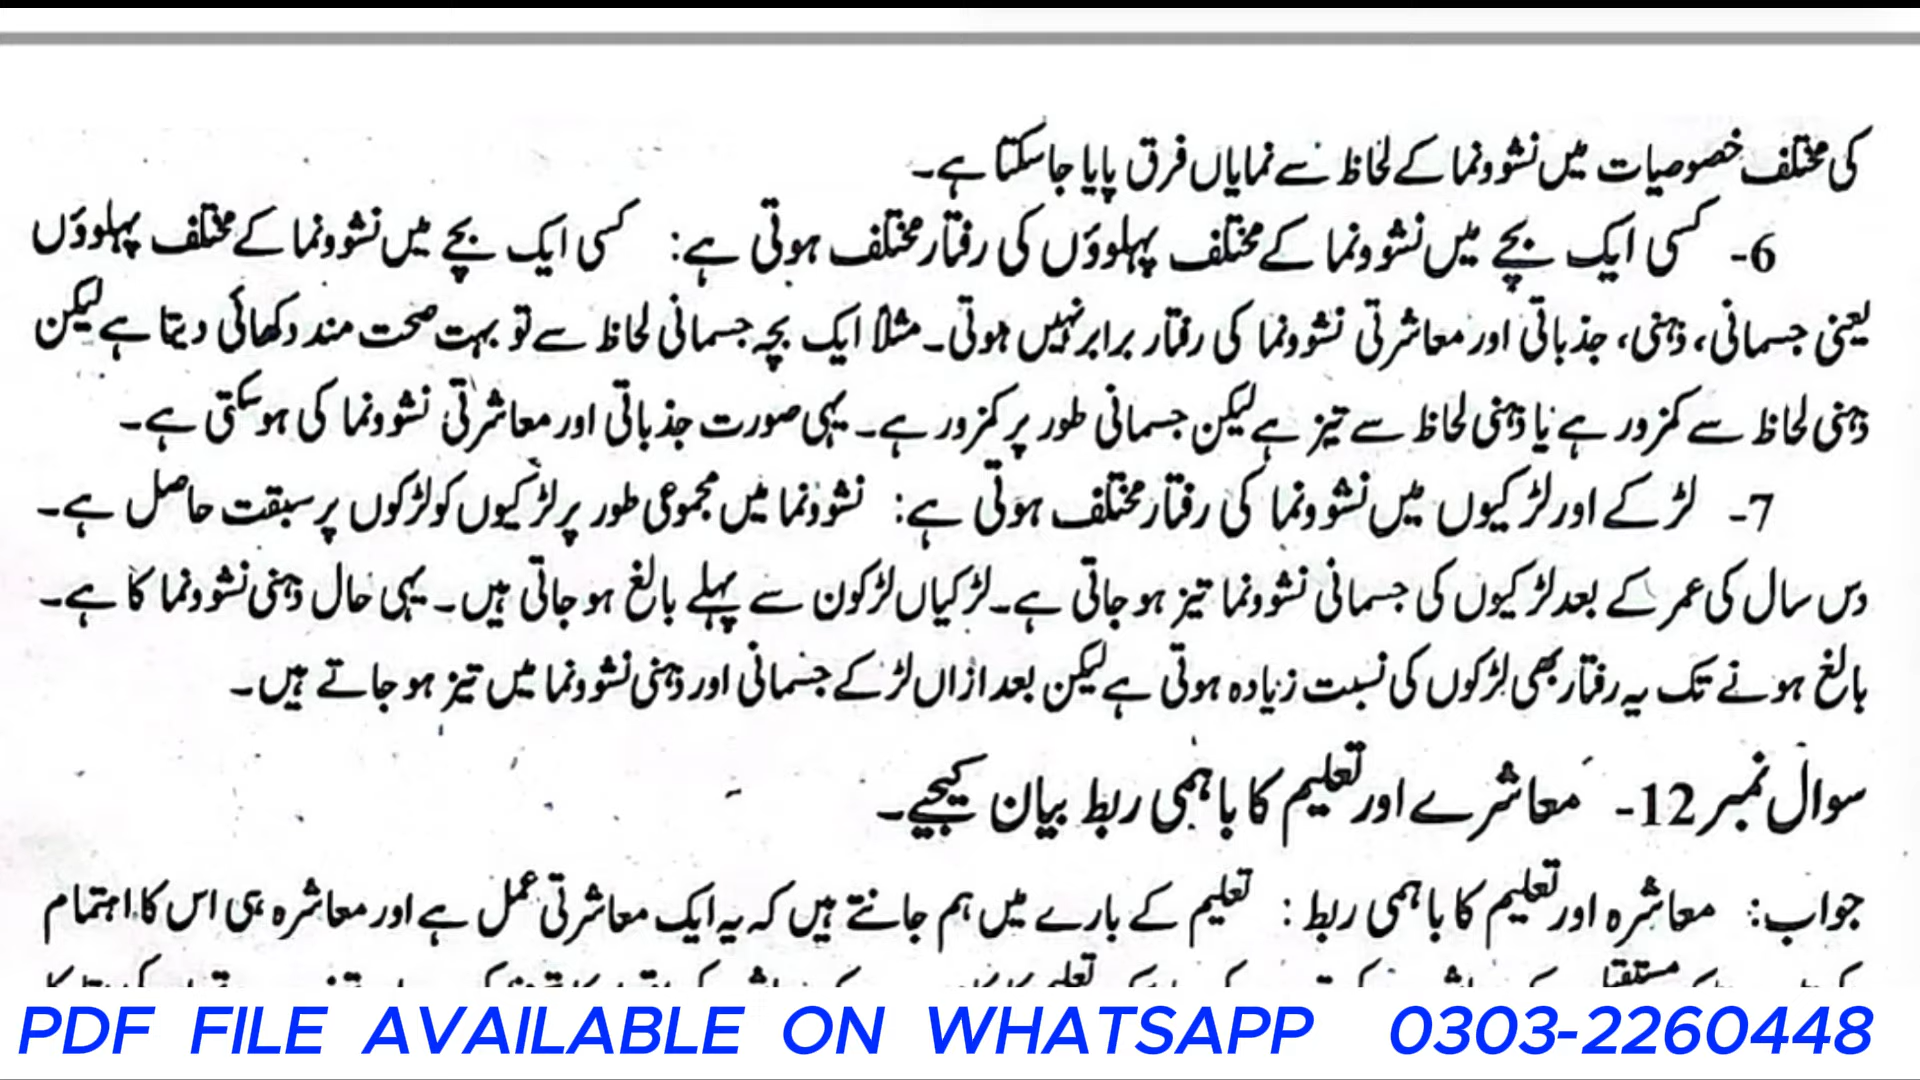 کی مختلف خصوصیات میں نشوونما کے لحاظ سے نمایاں فرق پایا جاسکتا ہے۔
6- کسی ایک بچے میں نشوونما کے مختلف پہلوؤں کی رفتار مختلف ہوتی ہے: کسی ایک بچے میں نشوونما کے مختلف پہلوؤں
یعنی جسمانی، ذہنی، جذباتی اور معاشرتی نشوونما کی رفتار برابر نہیں ہوتی۔ مثلاً ایک بچہ جسمانی لحاظ سے تو بہت صحت مند دکھائی دیتا ہے لیکن
ذہنی لحاظ سے کمزور ہے یا ذہنی لحاظ سے تیز ہے لیکن جسمانی طور پر کمزور ہے۔ یہی صورت جذباتی اور معاشرتی نشوونما کی ہوسکتی ہے۔
7- لڑکے اور لڑکیوں میں نشوونما کی رفتار مختلف ہوتی ہے: نشوونما میں مجموعی طور پر لڑکیوں کو لڑکوں پر سبقت حاصل ہے۔
دس سال کی عمر کے بعد لڑکیوں کی جسمانی نشوونما تیز ہو جاتی ہے۔ لڑکیاں لڑکون سے پہلے بالغ ہو جاتی ہیں۔ یہی حال ذہنی نشوونما کا ہے۔
بالغ ہونے تک یہ رفتار بھی لڑکوں کی نسبت زیادہ ہوتی ہے لیکن بعد ازاں لڑکے جسمانی اور ذہنی نشوونما میں تیز ہو جاتے ہیں۔
سوال نمبر 12- معاشرے اور تعلیم کا باہمی ربط بیان کیجیے۔
جواب: معاشرہ اور تعلیم کا باہمی ربط : تعلیم کے بارے میں ہم جانتے ہیں کہ یہ ایک معاشرتی عمل ہے اور معاشرہ ہی اس کا اہتمام
PDF FILE AVAILABLE ON WHATSAPP 0303-2260448